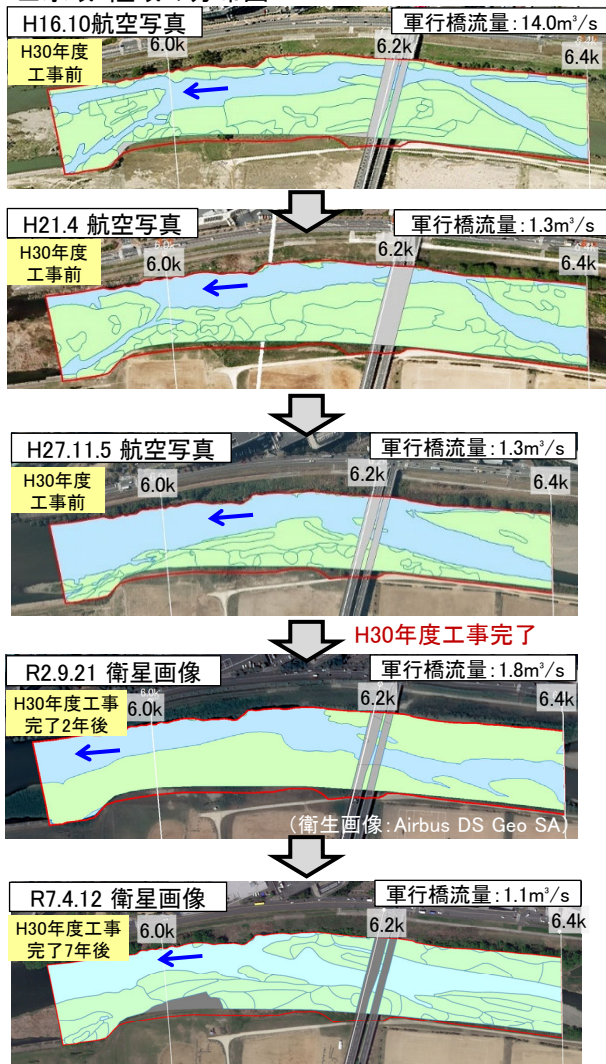 H16.10航空写真
軍行橋流量:14.0m³/s
H30年度
工事前
6.0k
6.2k
6.4k
H21.4 航空写真
軍行橋流量:1.3m³/s
H30年度
工事前
6.0k
6.2k
6.4k
H27.11.5 航空写真
軍行橋流量:1.3m³/s
H30年度
工事前
6.0k
6.2k
6.4k
H30年度工事完了
R2.9.21 衛星画像
軍行橋流量:1.8m³/s
H30年度工事
完了2年後
6.0k
6.0k
6.2k
6.4k
(衛生画像:Airbus DS Geo SA)
R7.4.12 衛星画像
軍行橋流量:1.1m³/s
H30年度工事
完了7年後
6.0k
6.2k
6.4k